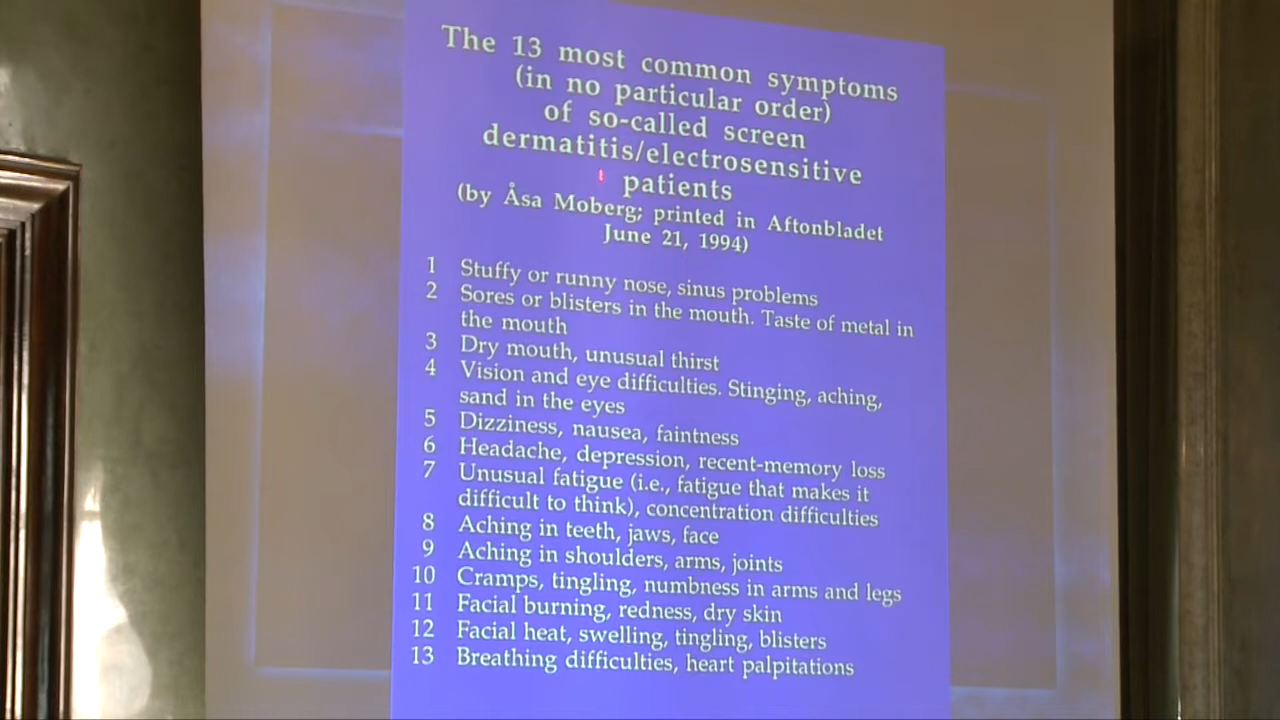 The 13 most common symptoms
(in no particular order)
of so-called screen
dermatitis/electrosensitive
patients
(by Åsa Moberg; printed in Aftonbladet
June 21, 1994)
1 Stuffy or runny nose, sinus problems
2 Sores or blisters in the mouth. Taste of metal in
the mouth
3 Dry mouth, unusual thirst
4 Vision and eye difficulties. Stinging, aching,
sand in the eyes
5 Dizziness, nausea, faintness
6 Headache, depression, recent-memory loss
7 Unusual fatigue (i.e., fatigue that makes it
difficult to think), concentration difficulties
8 Aching in teeth, jaws, face
9 Aching in shoulders, arms, joints
10 Cramps, tingling, numbness in arms and legs
11 Facial burning, redness, dry skin
12 Facial heat, swelling, tingling, blisters
13 Breathing difficulties, heart palpitations